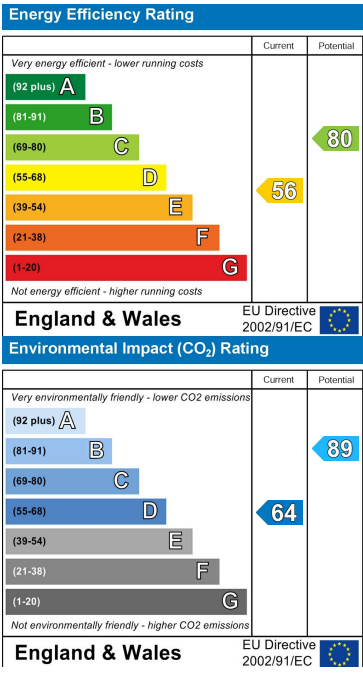 Energy Efficiency Rating
Current Potential
Very energy efficient - lower running costs
(92 plus) A
(81-91) B
(69-80) C
80
(55-68) D
56
(39-54) E
(21-38) F
(1-20) G
Not energy efficient - higher running costs
England & Wales
EU Directive
2002/91/EC
Environmental Impact (CO₂) Rating
Current Potential
Very environmentally friendly - lower CO2 emissions
(92 plus) A
(81-91) B
89
(69-80) C
(55-68) D
64
(39-54) E
(21-38) F
(1-20) G
Not environmentally friendly - higher CO2 emissions
England & Wales
EU Directive
2002/91/EC